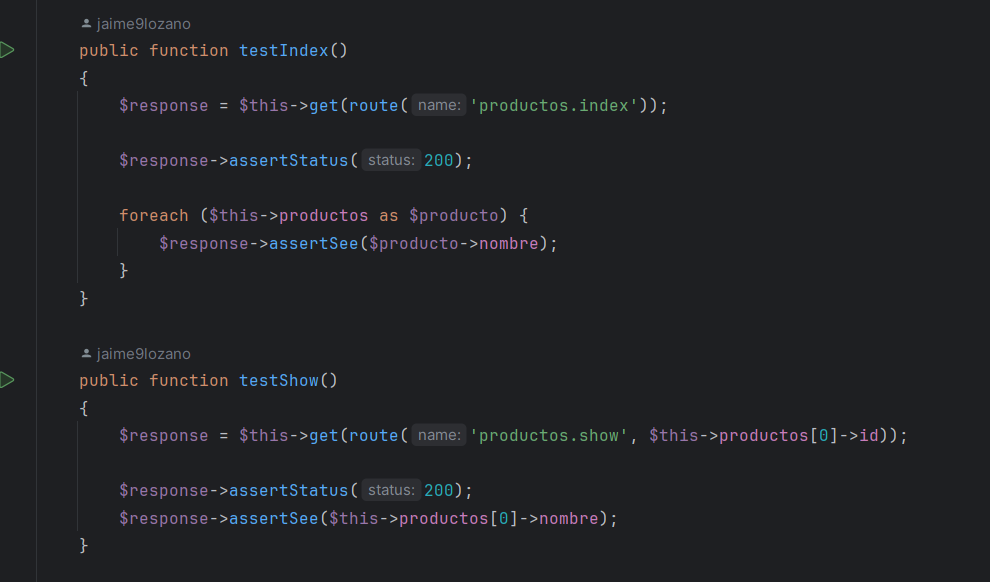 jaime9lozano
public function testIndex()
{
$response = $this->get(route( name: 'productos.index'));
$response->assertStatus( status: 200);
foreach ($this->productos as $producto) {
$response->assertSee($producto->nombre);
}
}
jaime9lozano
public function testShow()
{
$response = $this->get(route( name: 'productos.show', $this->productos[0]->id));
$response->assertStatus( status: 200);
$response->assertSee($this->productos[0]->nombre);
}